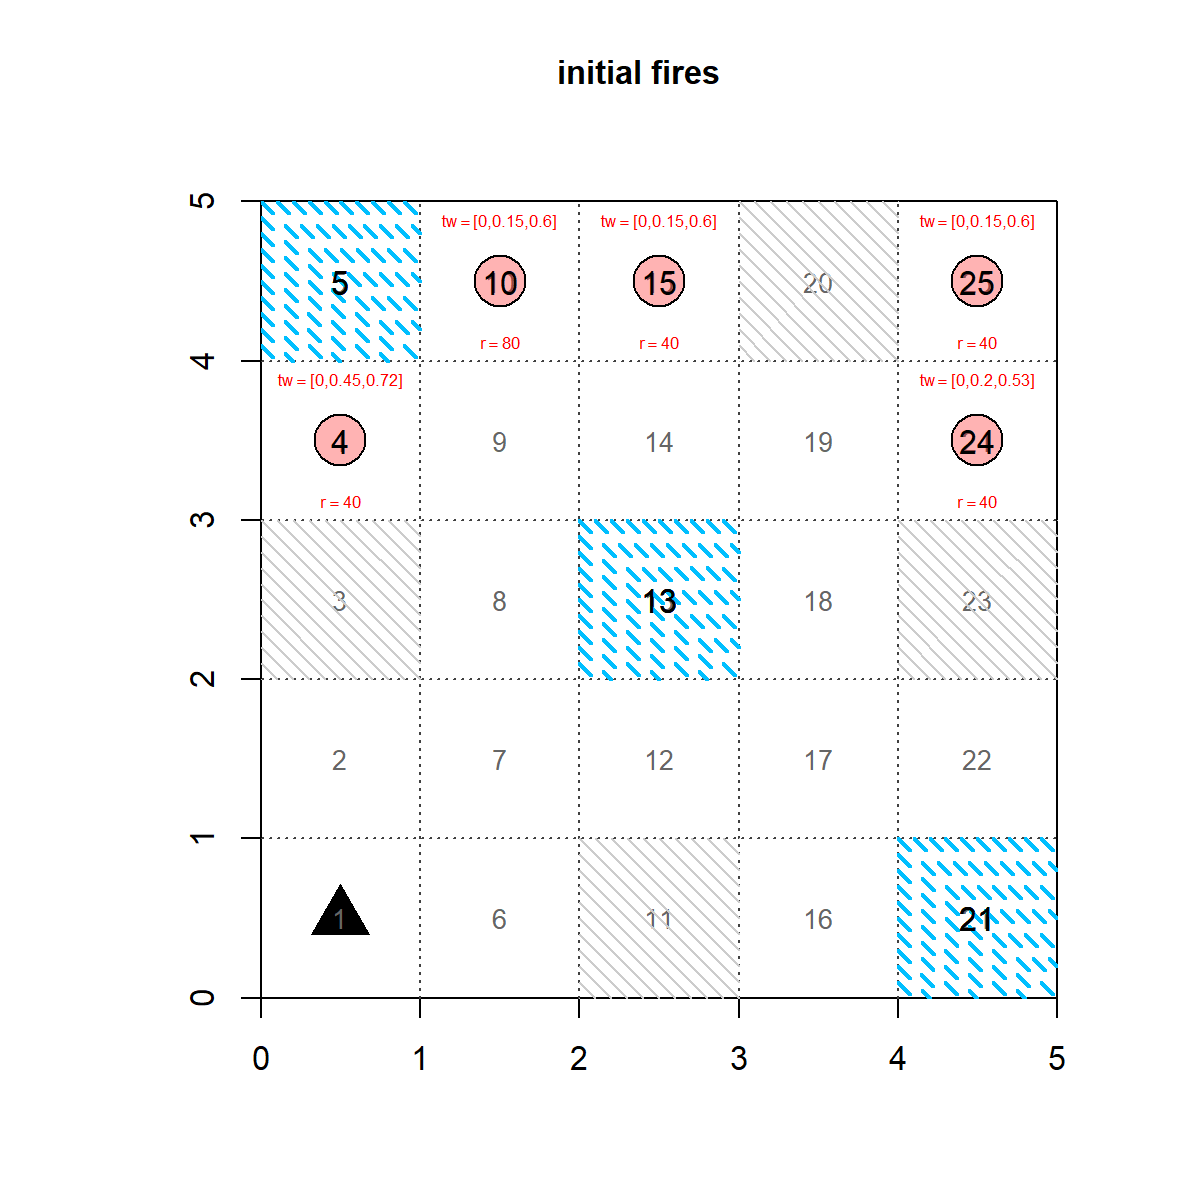 initial fires
5
tw = [0,0.15,0.6] tw = [0,0.15,0.6] tw = [0,0.15,0.6]
5 10 15 20 25
r = 80 r = 40 r = 40
4
tw = [0,0.45,0.72] tw = [0,0.2,0.53]
4 9 14 19 24
r = 40 r = 40
3
3 8 13 18 23
2
2 7 12 17 22
1
1 6 11 16 21
0
0 1 2 3 4 5